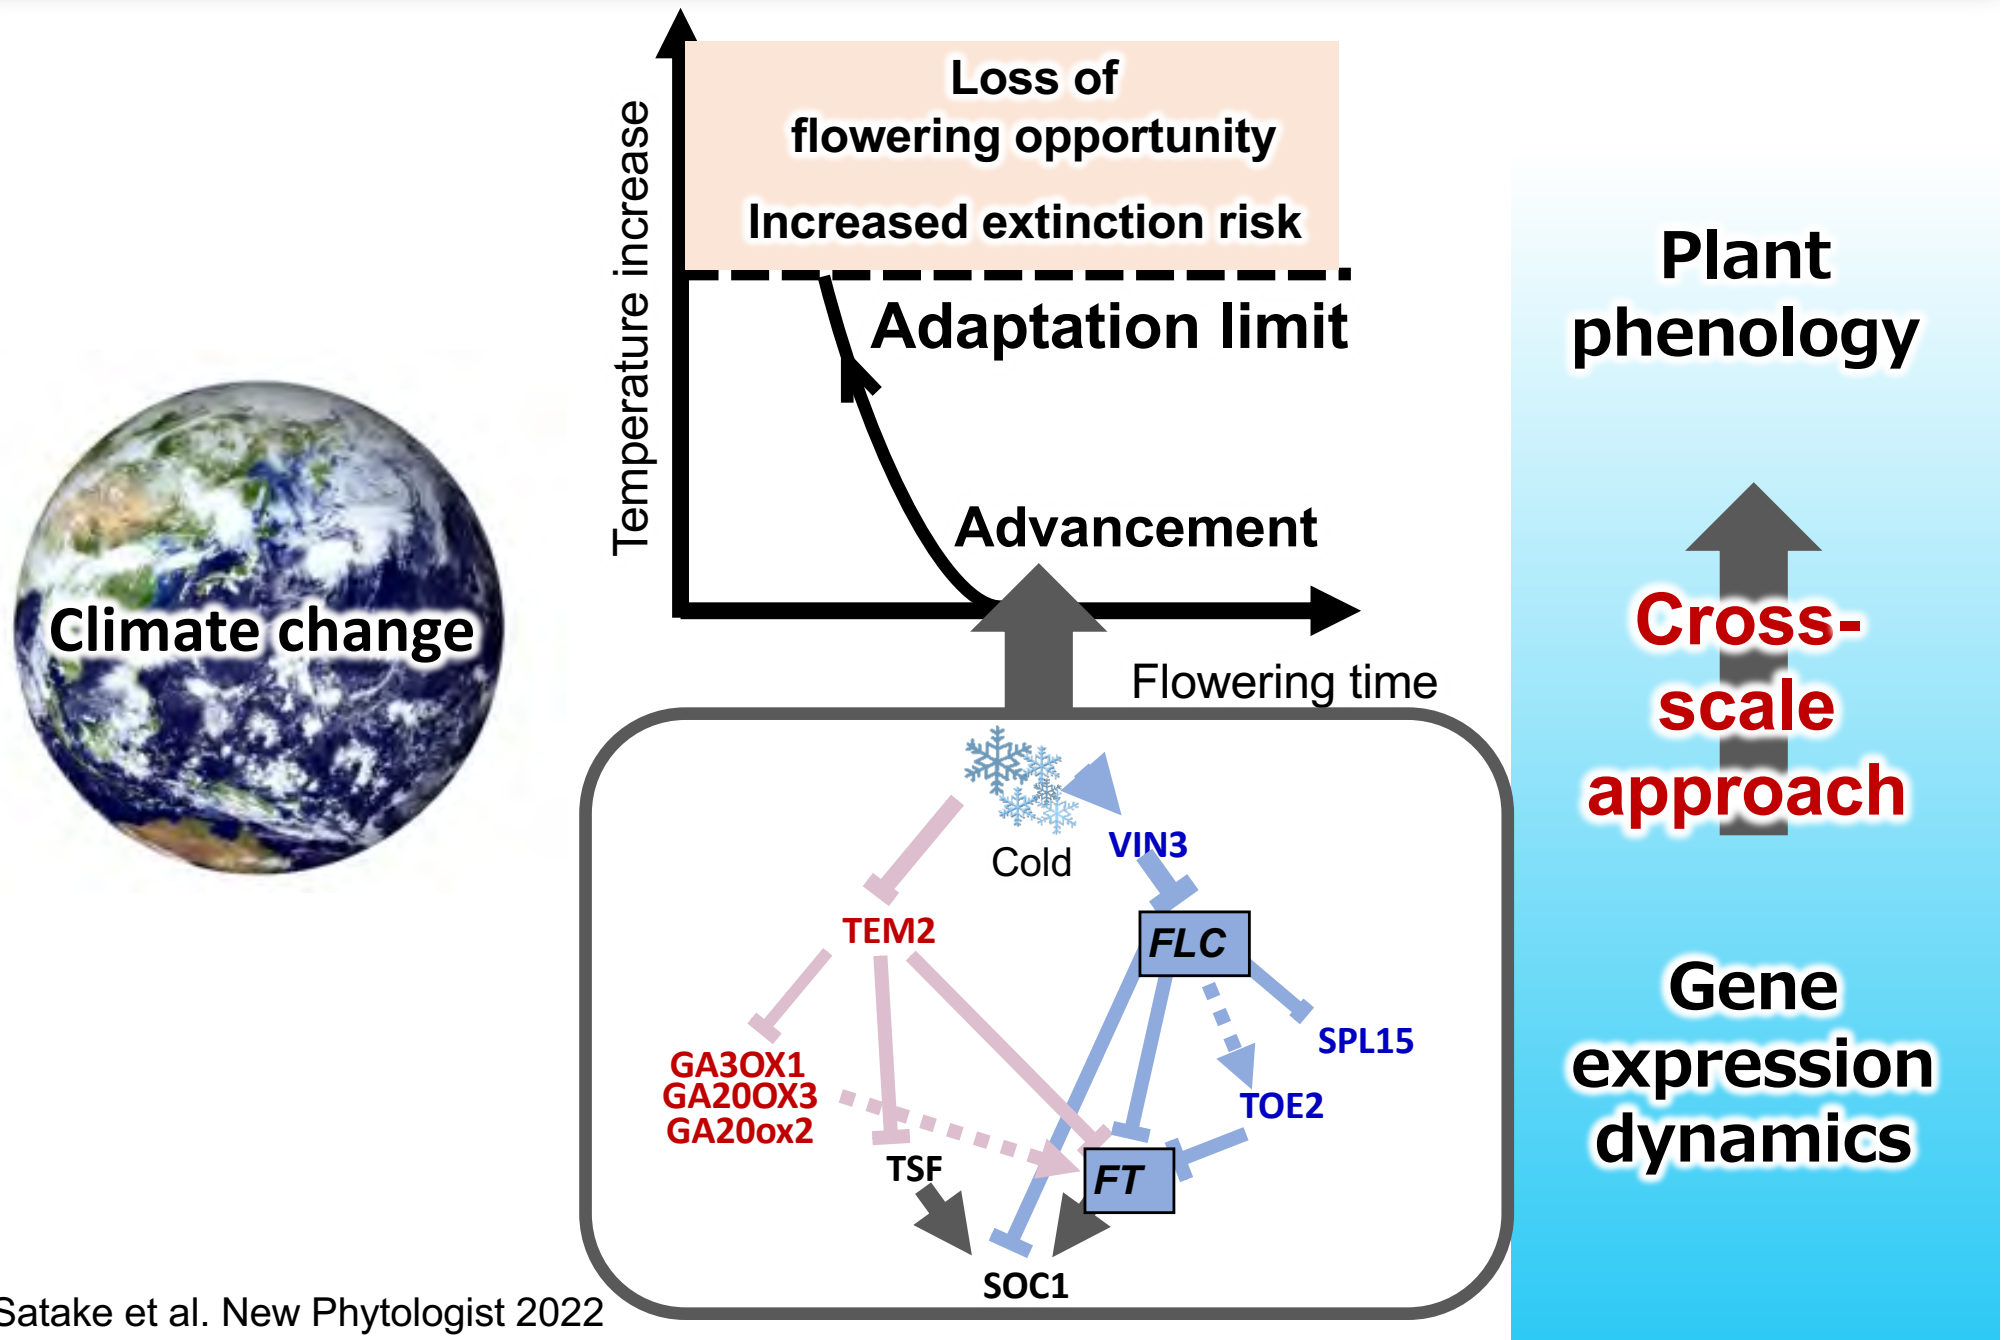 Loss of
flowering opportunity
Increased extinction risk
Temperature increase
Adaptation limit
Advancement
Flowering time
Climate change
Cold
VIN3
TEM2
FLC
SPL15
GA3OX1
GA20OX3
GA20ox2
TOE2
TSF
FT
SOC1
Plant
phenology
Cross-
scale
approach
Gene
expression
dynamics
Satake et al. New Phytologist 2022